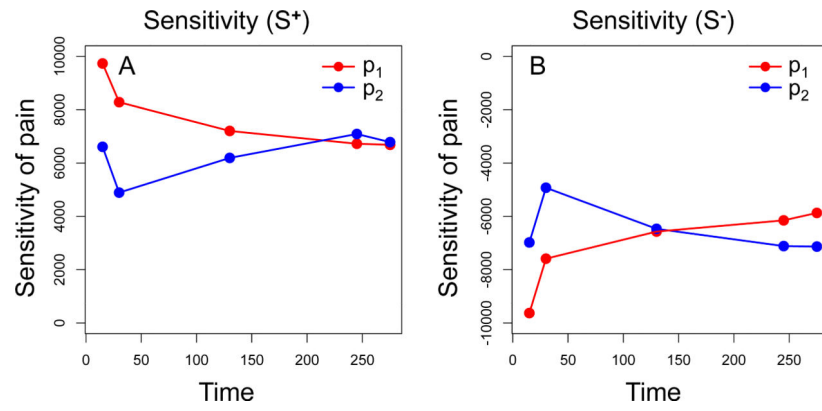 Sensitivity (S⁺)
A
p₁
p₂
Sensitivity of pain
0
2000
4000
6000
8000
10000
0
50
100
150
200
250
Time
Sensitivity (S⁻)
B
p₁
p₂
Sensitivity of pain
-10000
-8000
-6000
-4000
-2000
0
0
50
100
150
200
250
Time